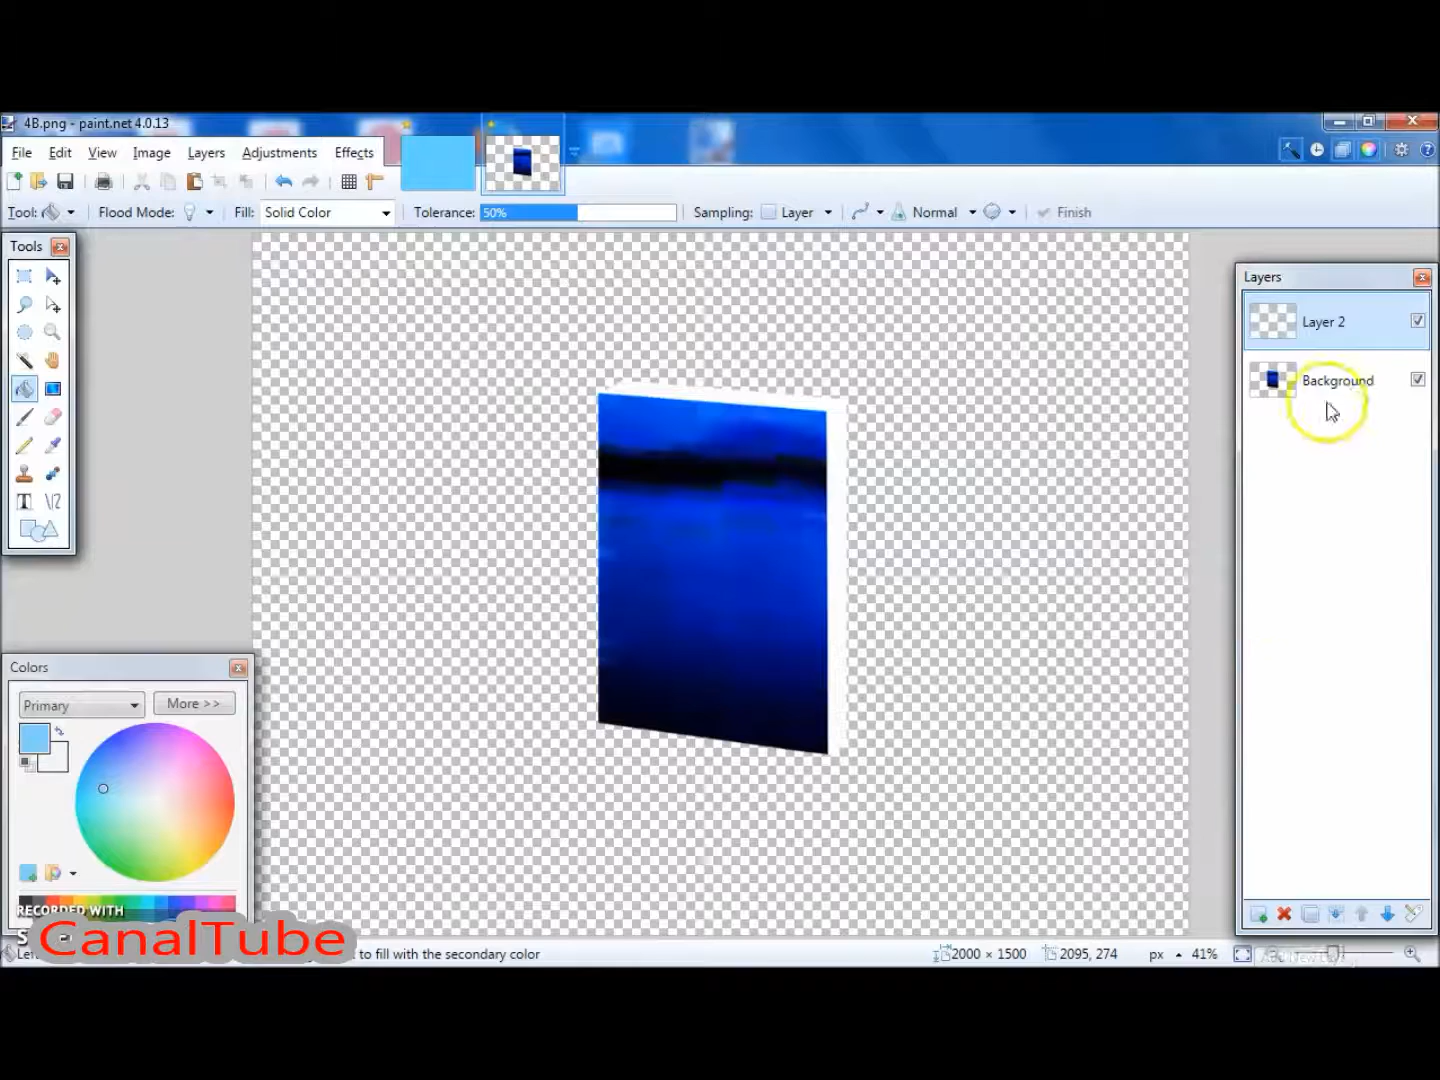 4B.png - paint.net 4.0.13
File Edit View Image Layers Adjustments Effects
Tool: Flood Mode: Fill: Solid Color Tolerance: 50% Sampling: Layer Normal Finish
Tools
Layers
Layer 2
Background
Colors
Primary More >>
RECORDED WITH
CanalTube
to fill with the secondary color
2000 × 1500 2095, 274 px 41%